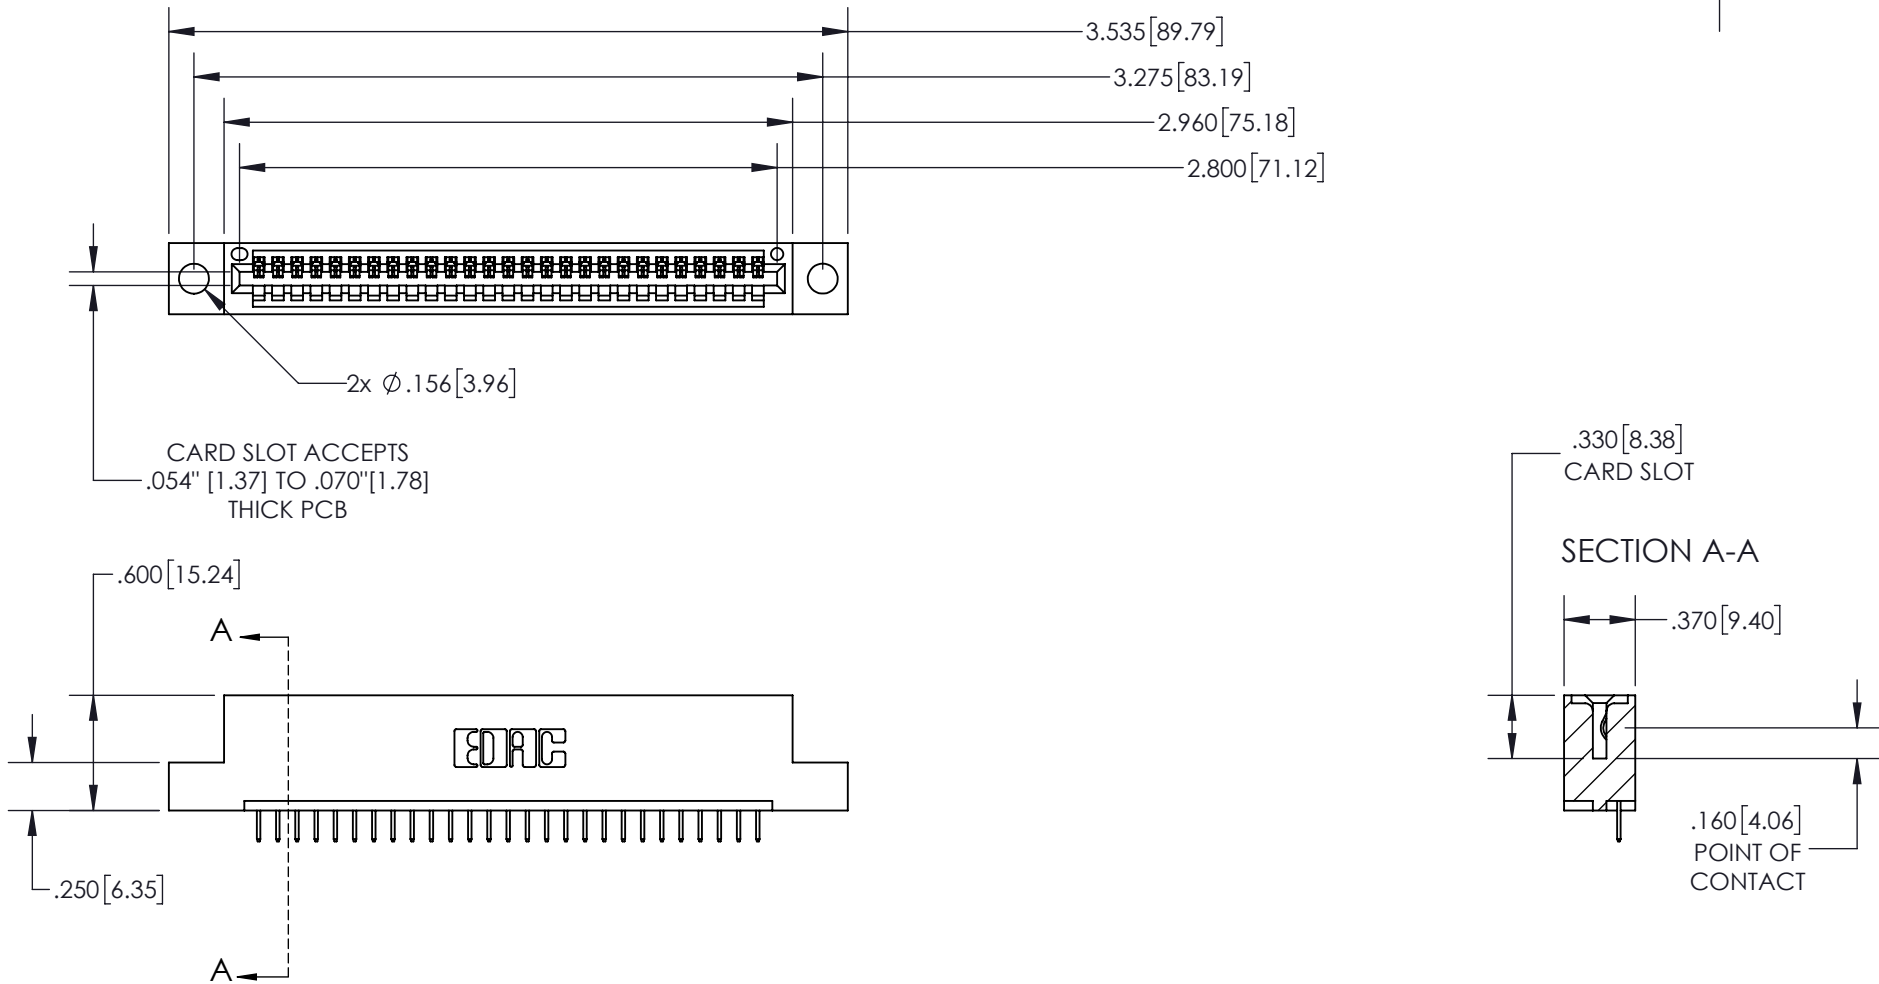 3.535[89.79]
3.275[83.19]
2.960[75.18]
2.800[71.12]
2x Ø.156[3.96]
CARD SLOT ACCEPTS
.054" [1.37] TO .070"[1.78]
THICK PCB
.330[8.38]
CARD SLOT
SECTION A-A
.600[15.24]
.370[9.40]
A
EDAC
.160[4.06]
POINT OF
CONTACT
.250[6.35]
A